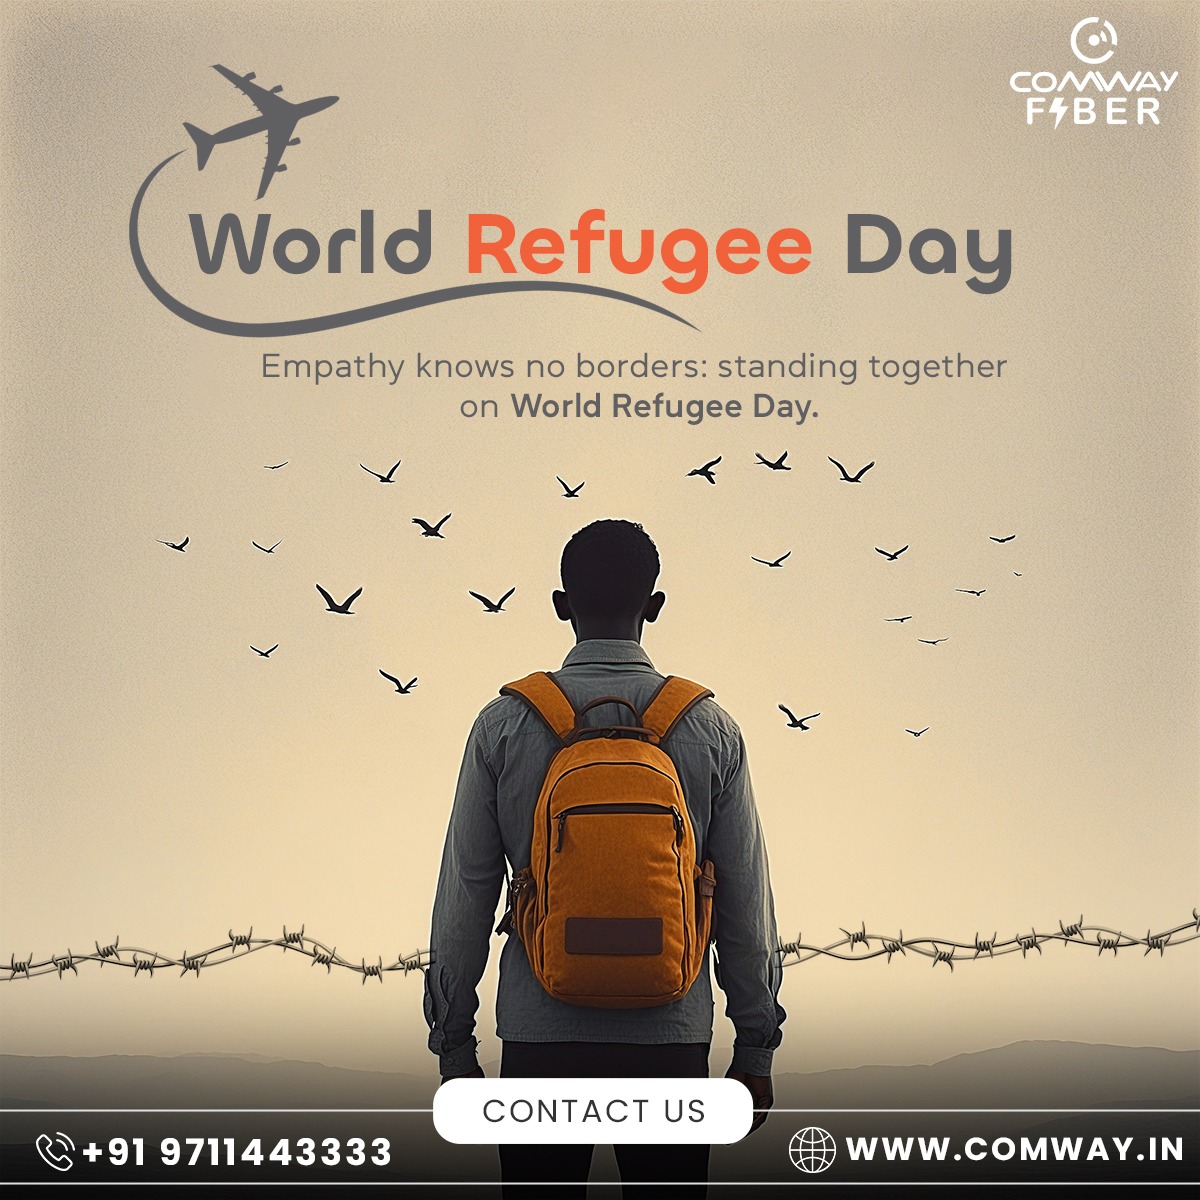 COMWAY
FIBER
World Refugee Day
Empathy knows no borders: standing together
on World Refugee Day.
CONTACT US
+91 9711443333
WWW.COMWAY.IN